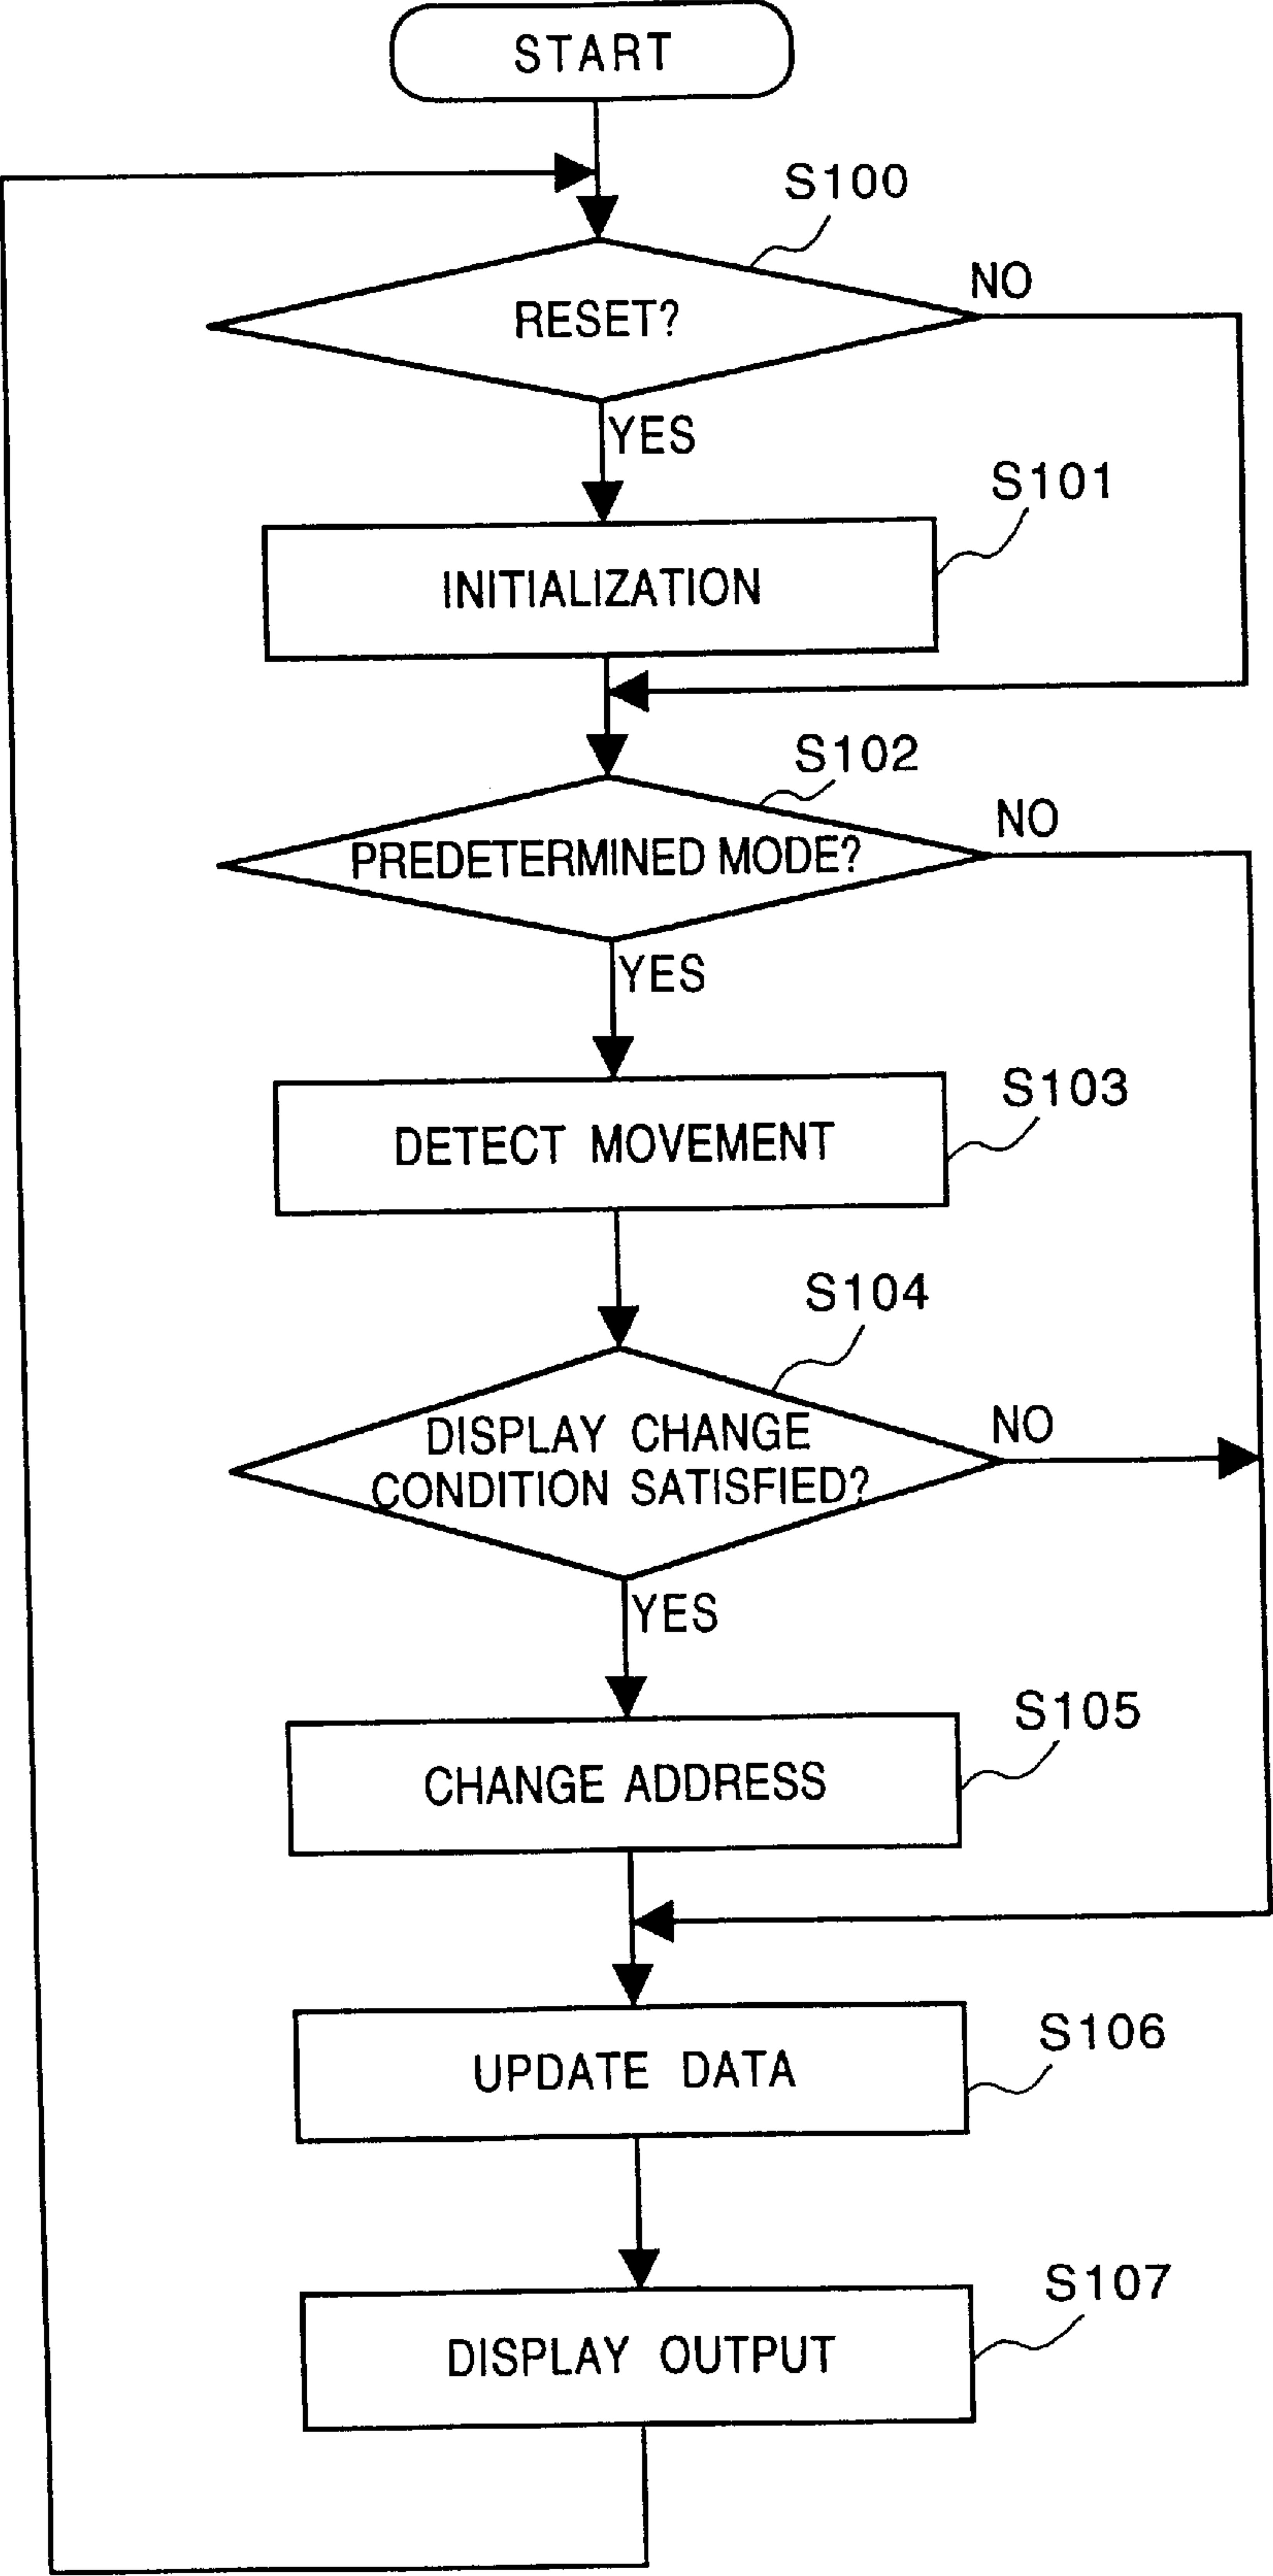 START
S100
RESET?
NO
YES
S101
INITIALIZATION
S102
PREDETERMINED MODE?
NO
YES
S103
DETECT MOVEMENT
S104
DISPLAY CHANGE
CONDITION SATISFIED?
NO
YES
S105
CHANGE ADDRESS
S106
UPDATE DATA
S107
DISPLAY OUTPUT